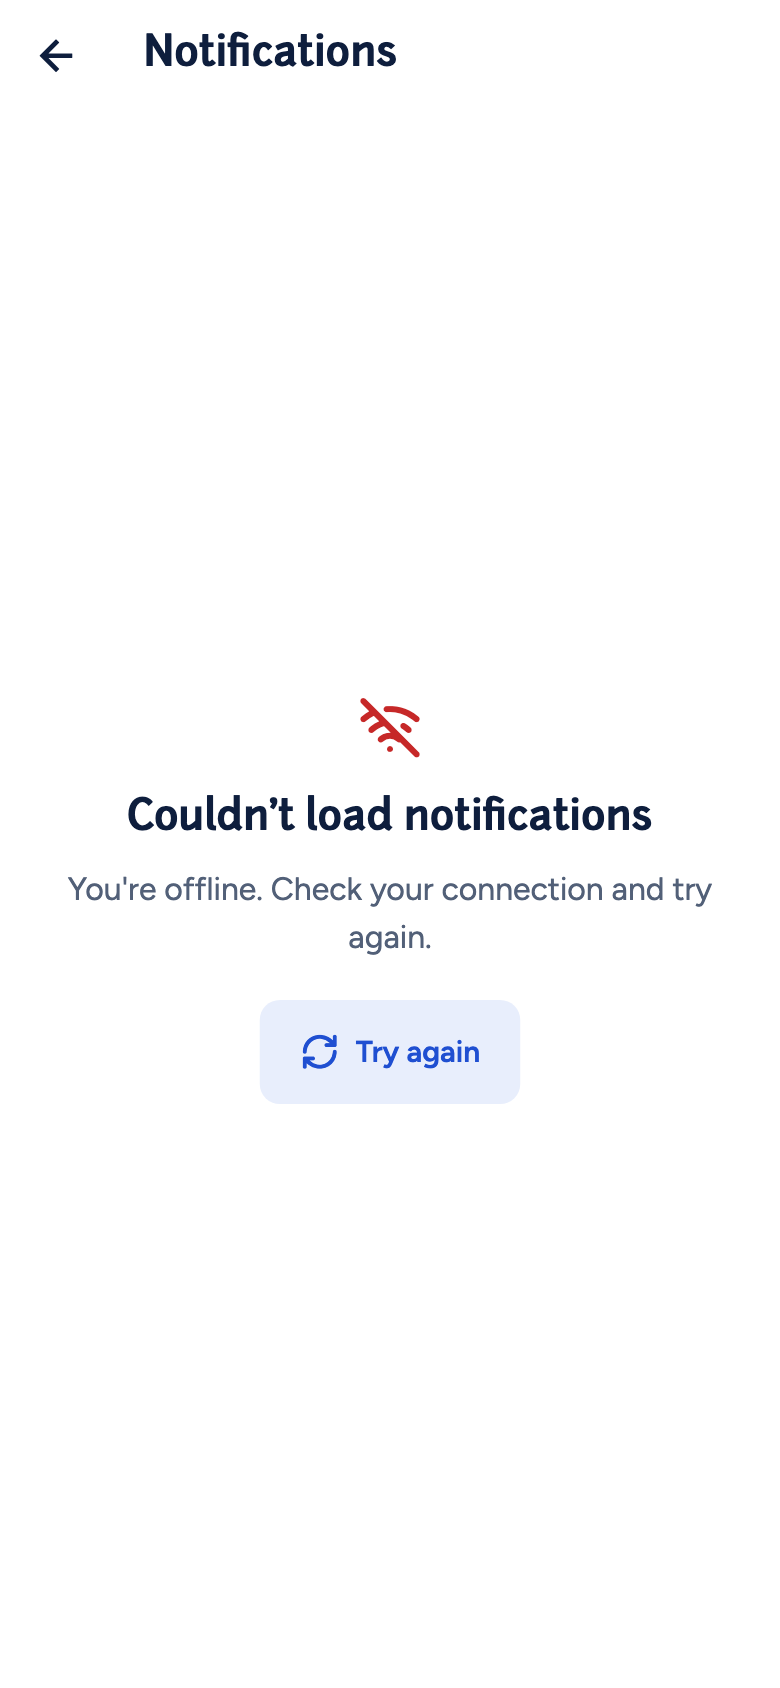 Notifications
Couldn’t load notifications
You're offline. Check your connection and try
again.
Try again